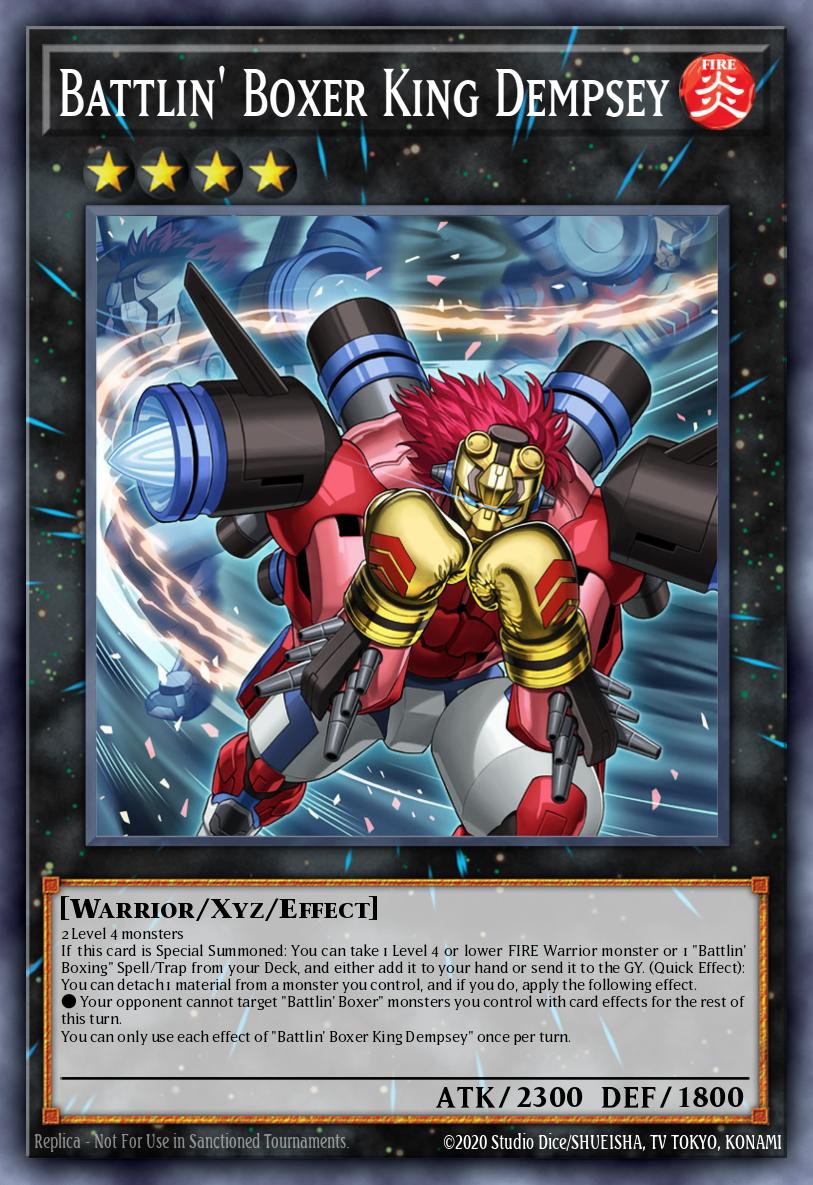 Battlin' Boxer King Dempsey
FIRE
炎
[Warrior/Xyz/Effect]
2 Level 4 monsters
If this card is Special Summoned: You can take 1 Level 4 or lower FIRE Warrior monster or 1 "Battlin'
Boxing" Spell/Trap from your Deck, and either add it to your hand or send it to the GY. (Quick Effect):
You can detach 1 material from a monster you control, and if you do, apply the following effect.
● Your opponent cannot target "Battlin' Boxer" monsters you control with card effects for the rest of
this turn.
You can only use each effect of "Battlin' Boxer King Dempsey" once per turn.
ATK/2300 DEF/1800
Replica - Not For Use in Sanctioned Tournaments.
©2020 Studio Dice/SHUEISHA, TV TOKYO, KONAMI